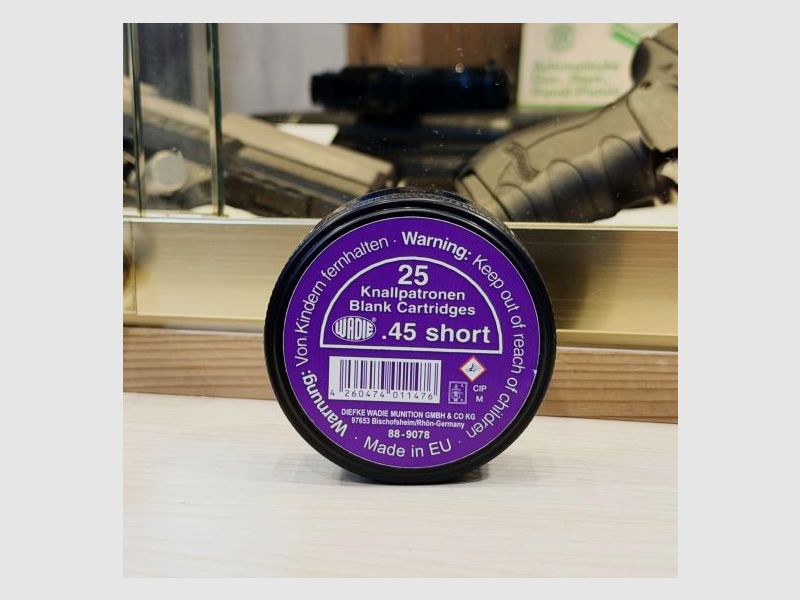 Warnung: Von Kindern fernhalten · Warning: Keep out of reach of children
25
Knallpatronen
Blank Cartridges
WADIE .45 short
4 260474 011476
CIP
M
DIEFKE WADIE MUNITION GMBH & CO KG
97653 Bischofsheim/Rhön-Germany
88-9078
· Made in EU ·